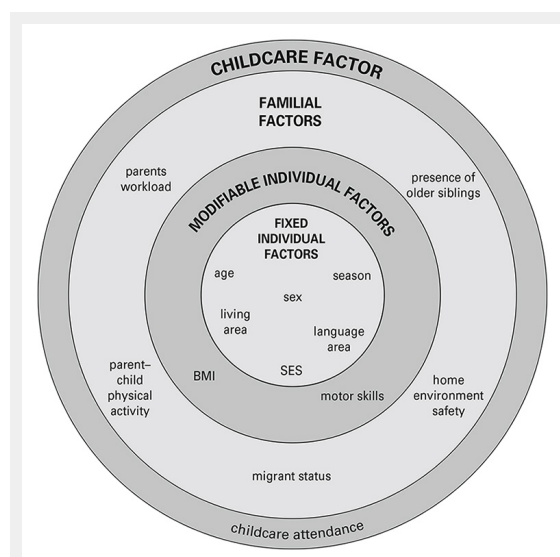 CHILDCARE FACTOR
FAMILIAL
FACTORS
parents
workload
presence of
older siblings
MODIFIABLE INDIVIDUAL FACTORS
FIXED
INDIVIDUAL
FACTORS
age
season
sex
living
area
language
area
SES
BMI
motor skills
parent–
child
physical
activity
home
environment
safety
migrant status
childcare attendance